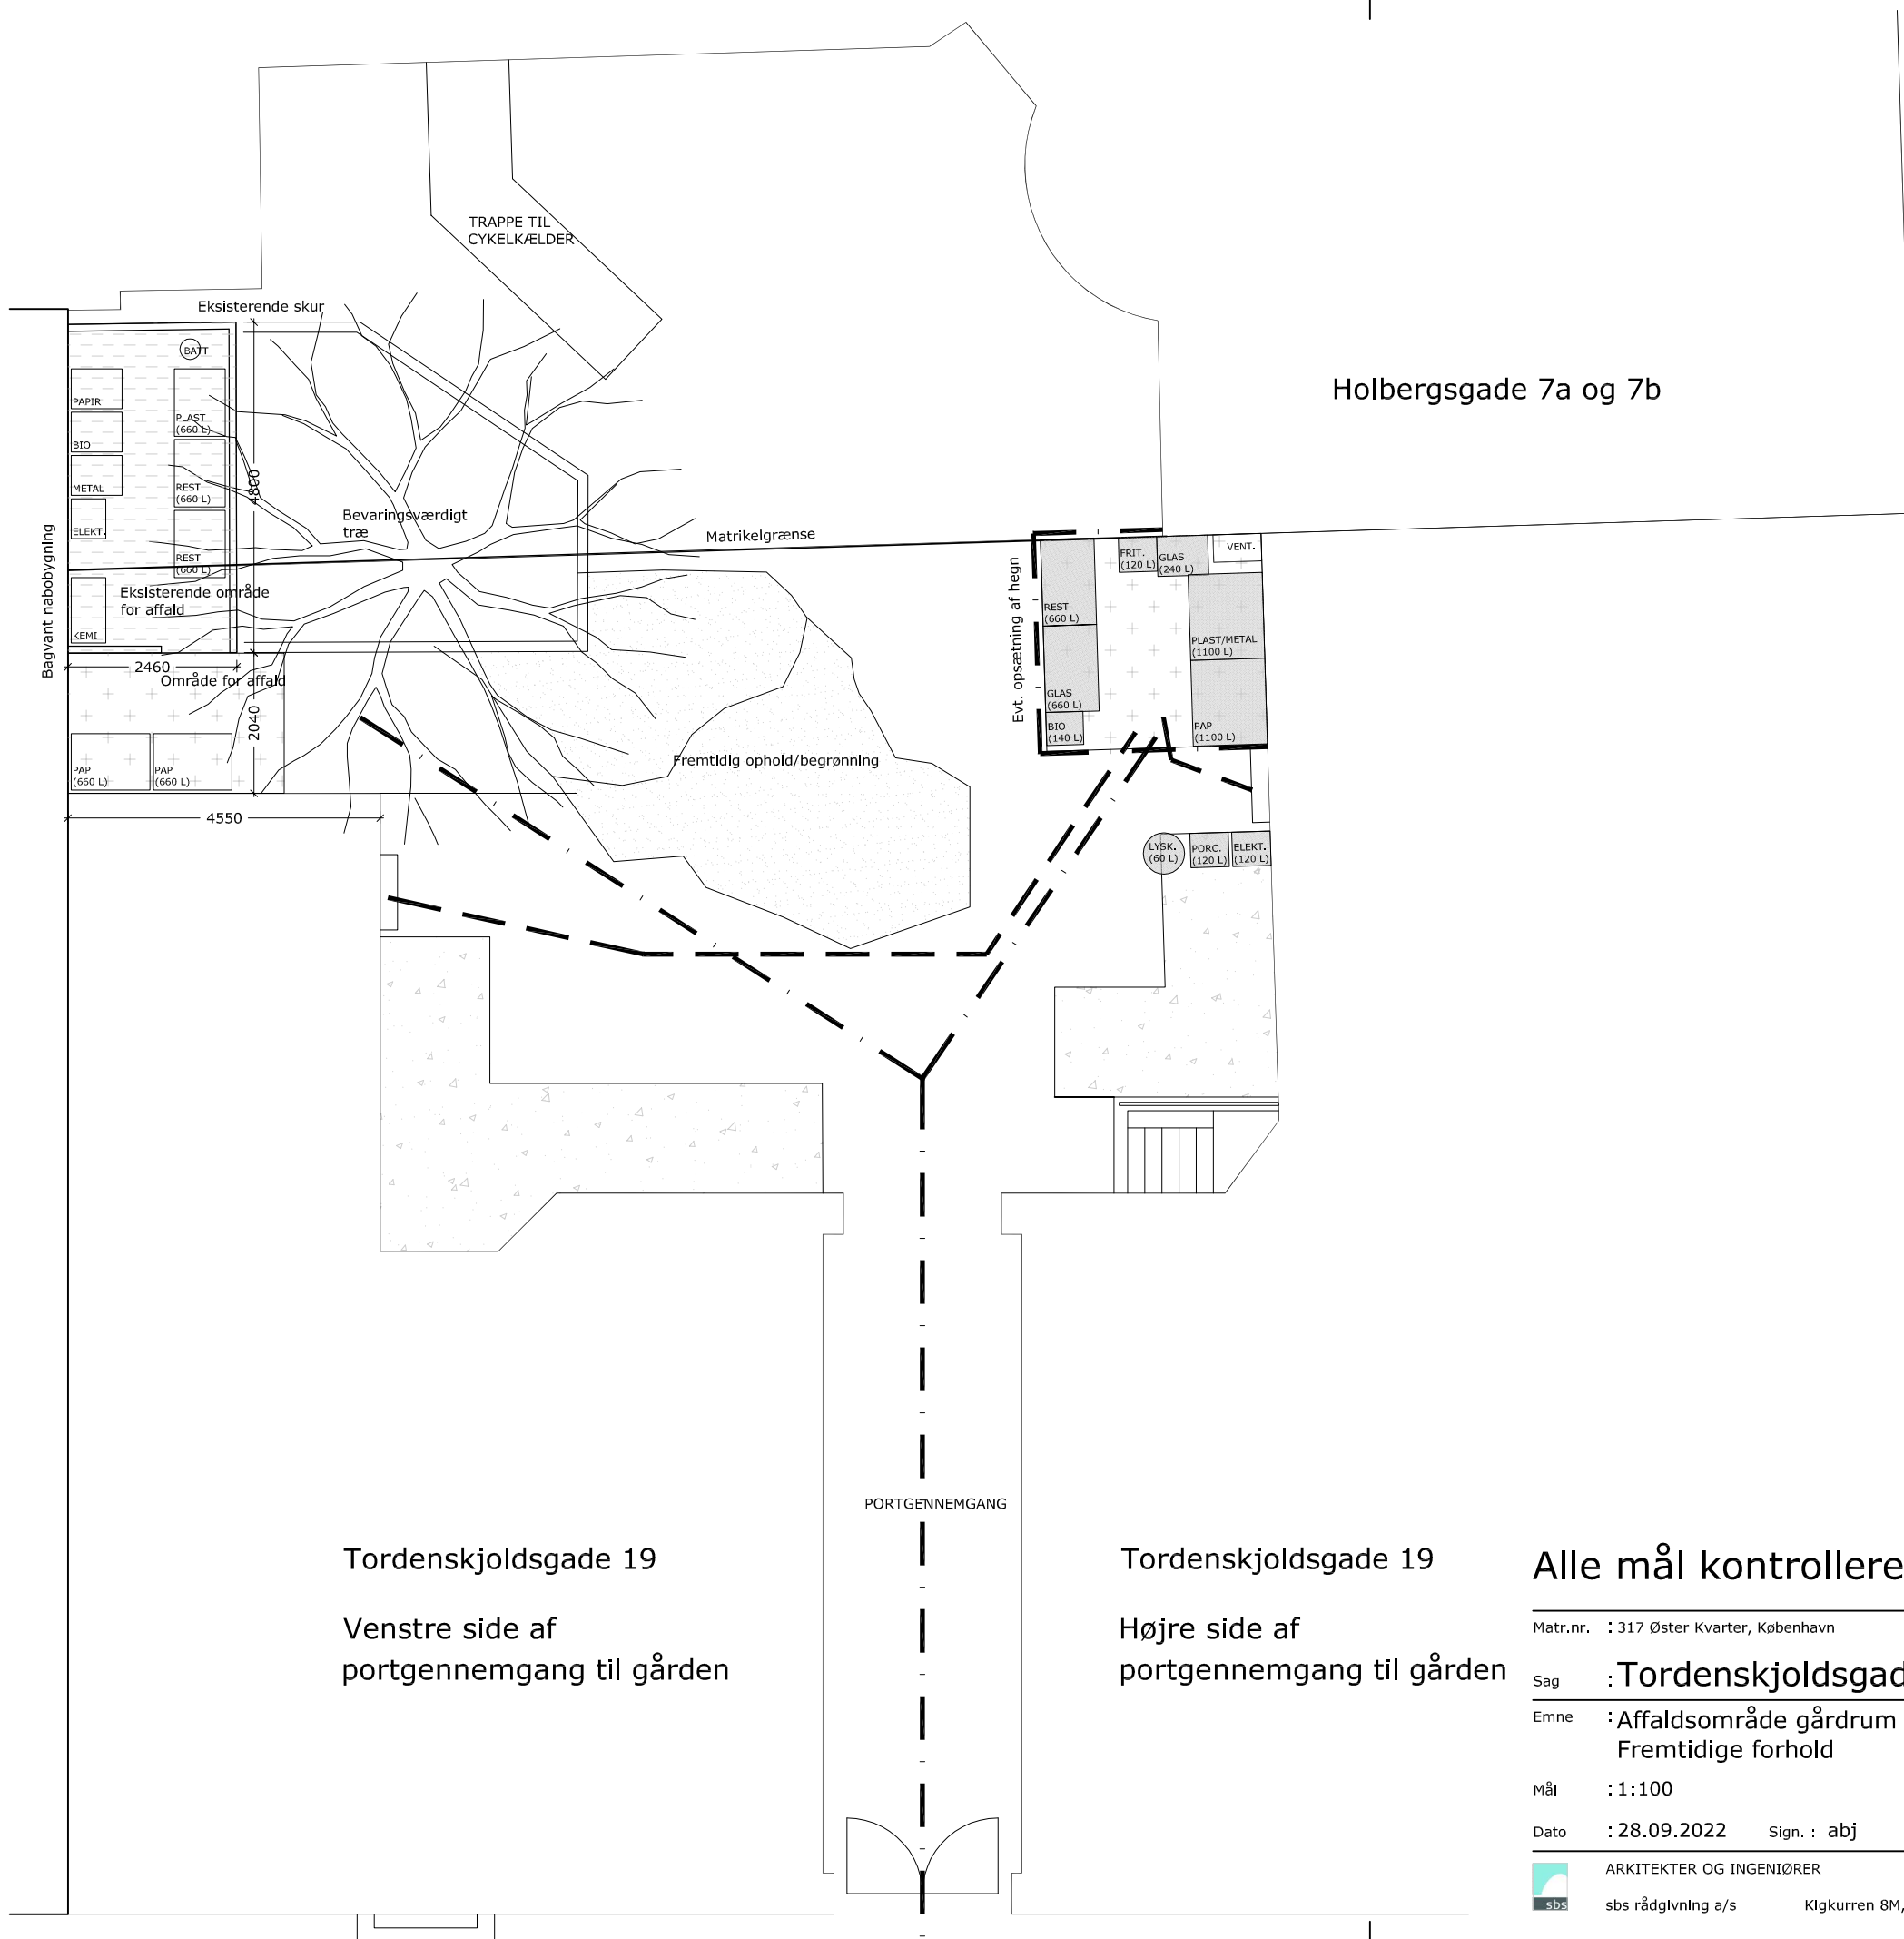 TRAPPE TIL
CYKELKÆLDER
Eksisterende skur
Holbergsgade 7a og 7b
BATT
PAPIR
PLAST
(660 L)
BIO
METAL
REST
(660 L)
4800
ELEKT.
REST
(660 L)
Bevaringsværdigt
træ
Matrikelgrænse
Bagvant nabobygning
Eksisterende område
for affald
KEMI
2460
Område for affald
2040
PAP
(660 L)
PAP
(660 L)
4550
Fremtidig ophold/begrønning
Evt. opsætning af hegn
FRIT.
(120 L)
GLAS
(240 L)
VENT.
REST
(660 L)
PLAST/METAL
(1100 L)
GLAS
(660 L)
BIO
(140 L)
PAP
(1100 L)
LYSK.
(60 L)
PORC.
(120 L)
ELEKT.
(120 L)
PORTGENNEMGANG
Tordenskjoldsgade 19
Venstre side af
portgennemgang til gården
Tordenskjoldsgade 19
Højre side af
portgennemgang til gården
Alle mål kontrollere
Matr.nr. : 317 Øster Kvarter, København
Sag : Tordenskjoldsgad
Emne : Affaldsområde gårdrum
Fremtidige forhold
Mål : 1:100
Dato : 28.09.2022 Sign. : abj
ARKITEKTER OG INGENIØRER
sbs
sbs rådgivning a/s Kigkurren 8M,